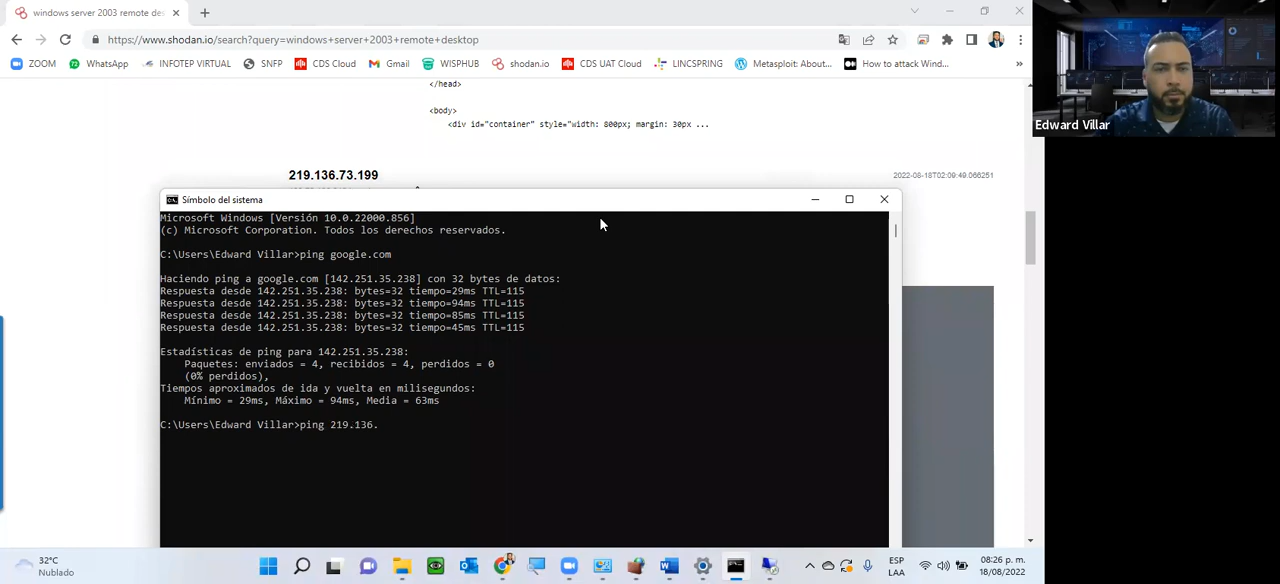 windows server 2003 remote des
https://www.shodan.io/search?query=windows+server+2003+remote+desktop
ZOOM
WhatsApp
INFOTEP VIRTUAL
SNFP
CDS Cloud
Gmail
WISPHUB
shodan.io
CDS UAT Cloud
LINCSPRING
Metasploit: About...
How to attack Wind...
»
Edward Villar
</head>
<body>
<div id="container" style="width: 800px; margin: 30px ...
219.136.73.199
2022-08-18T02:09:49.066251
Símbolo del sistema
Microsoft Windows [Versión 10.0.22000.856]
(c) Microsoft Corporation. Todos los derechos reservados.
C:\Users\Edward Villar>ping google.com
Haciendo ping a google.com [142.251.35.238] con 32 bytes de datos:
Respuesta desde 142.251.35.238: bytes=32 tiempo=29ms TTL=115
Respuesta desde 142.251.35.238: bytes=32 tiempo=94ms TTL=115
Respuesta desde 142.251.35.238: bytes=32 tiempo=85ms TTL=115
Respuesta desde 142.251.35.238: bytes=32 tiempo=45ms TTL=115
Estadísticas de ping para 142.251.35.238:
Paquetes: enviados = 4, recibidos = 4, perdidos = 0
(0% perdidos),
Tiempos aproximados de ida y vuelta en milisegundos:
Mínimo = 29ms, Máximo = 94ms, Media = 63ms
C:\Users\Edward Villar>ping 219.136.
32°C
Nublado
ESP
LAA
08:26 p. m.
18/08/2022